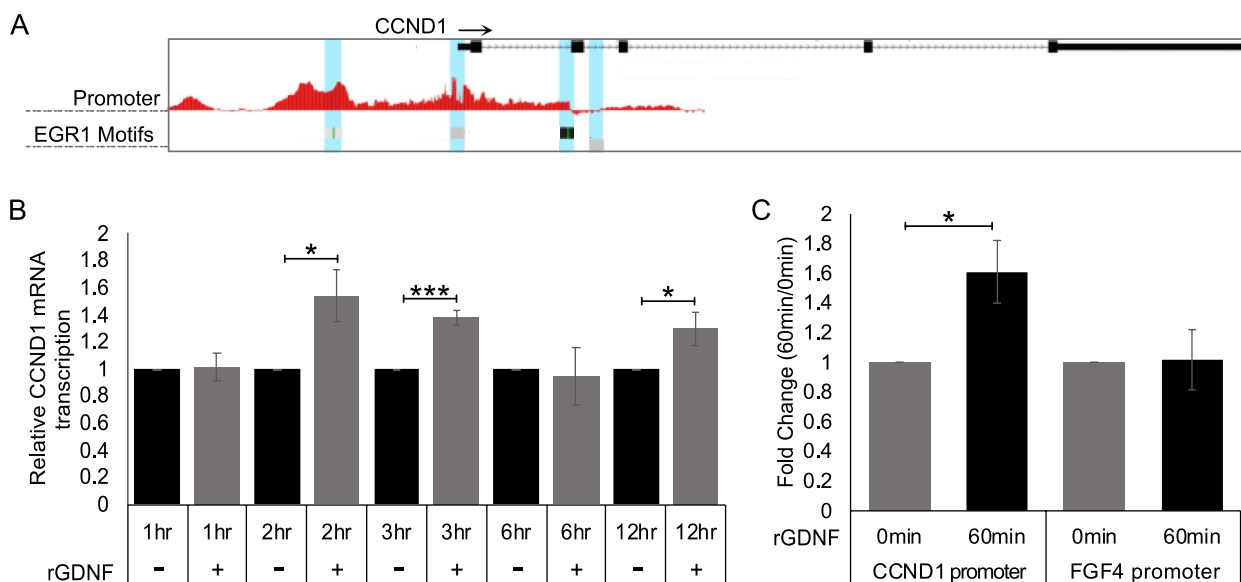 A
CCND1
Promoter
EGR1 Motifs
B
Relative CCND1 mRNA
transcription
2
1.8
1.6
1.4
1.2
1
0.8
0.6
0.4
0.2
0
*
***
*
1hr 1hr 2hr 2hr 3hr 3hr 6hr 6hr 12hr 12hr
rGDNF - + - + - + - + - +
C
Fold Change (60min/0min)
2
1.8
1.6
1.4
1.2
1
0.8
0.6
0.4
0.2
0
*
rGDNF 0min 60min 0min 60min
CCND1 promoter FGF4 promoter